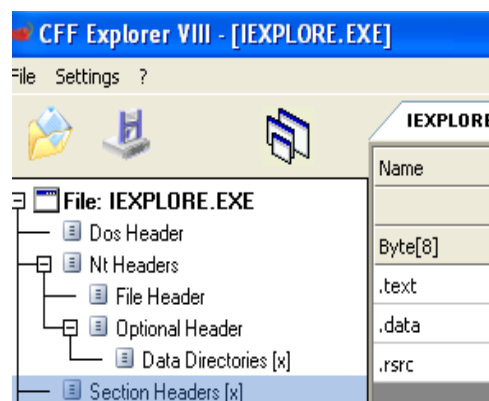 CFF Explorer VIII - [IEXPLORE.EXE]
File Settings ?
IEXPLORE
File: IEXPLORE.EXE
Dos Header
Nt Headers
File Header
Optional Header
Data Directories [x]
Section Headers [x]
Name
Byte[8]
.text
.data
.rsrc